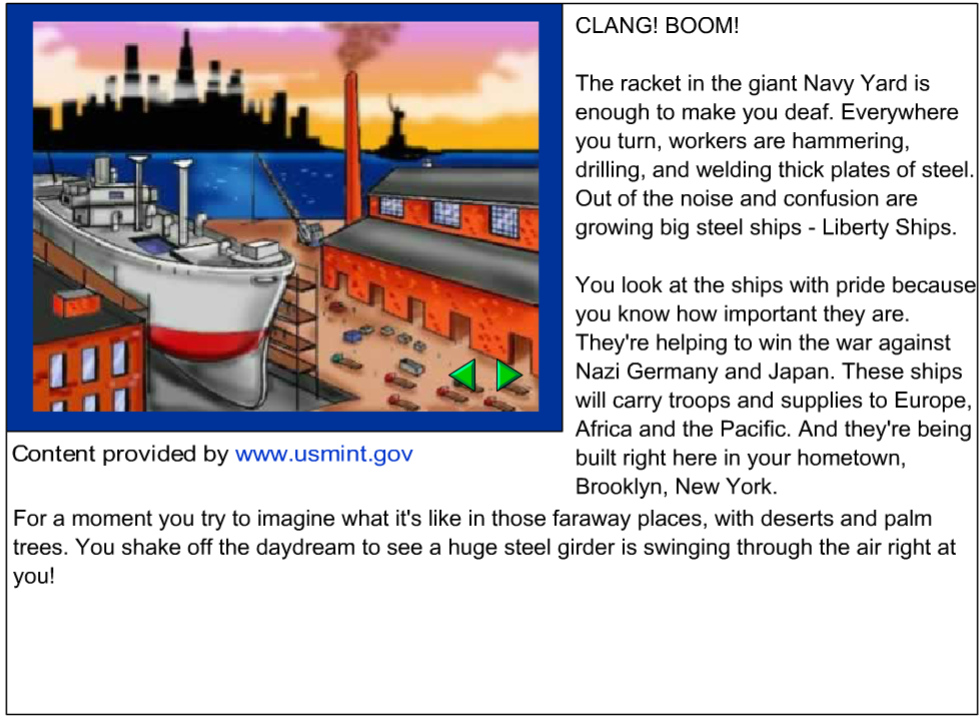 CLANG! BOOM!
The racket in the giant Navy Yard is
enough to make you deaf. Everywhere
you turn, workers are hammering,
drilling, and welding thick plates of steel.
Out of the noise and confusion are
growing big steel ships - Liberty Ships.
You look at the ships with pride because
you know how important they are.
They're helping to win the war against
Nazi Germany and Japan. These ships
will carry troops and supplies to Europe,
Africa and the Pacific. And they're being
built right here in your hometown,
Brooklyn, New York.
Content provided by www.usmint.gov
For a moment you try to imagine what it's like in those faraway places, with deserts and palm
trees. You shake off the daydream to see a huge steel girder is swinging through the air right at
you!